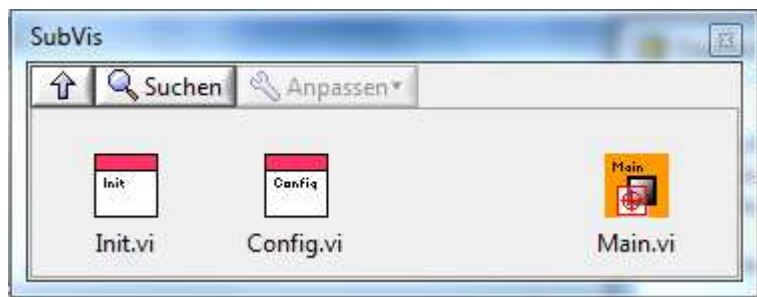 SubVis
Suchen Anpassen
Init Config Main
Init.vi Config.vi Main.vi